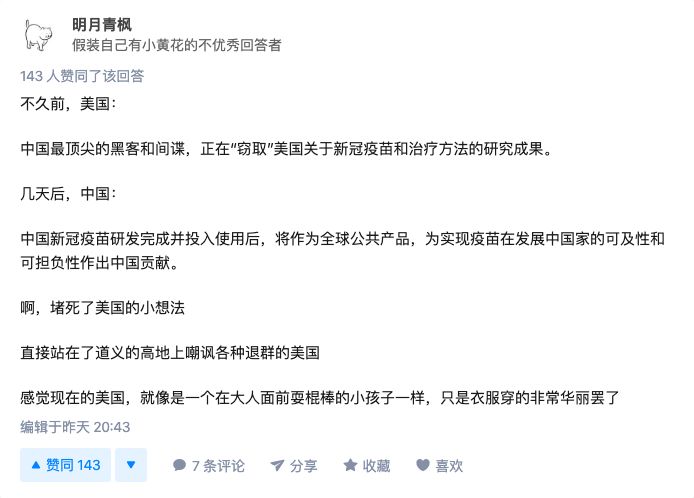 明月青枫
假装自己有小黄花的不优秀回答者
143 人赞同了该回答
不久前，美国：
中国最顶尖的黑客和间谍，正在“窃取”美国关于新冠疫苗和治疗方法的研究成果。
几天后，中国：
中国新冠疫苗研发完成并投入使用后，将作为全球公共产品，为实现疫苗在发展中国家的可及性和
可担负性作出中国贡献。
啊，堵死了美国的小想法
直接站在了道义的高地上嘲讽各种退群的美国
感觉现在的美国，就像是一个在大人面前耍棍棒的小孩子一样，只是衣服穿的非常华丽罢了
编辑于昨天 20:43
赞同 143 7 条评论 分享 收藏 喜欢